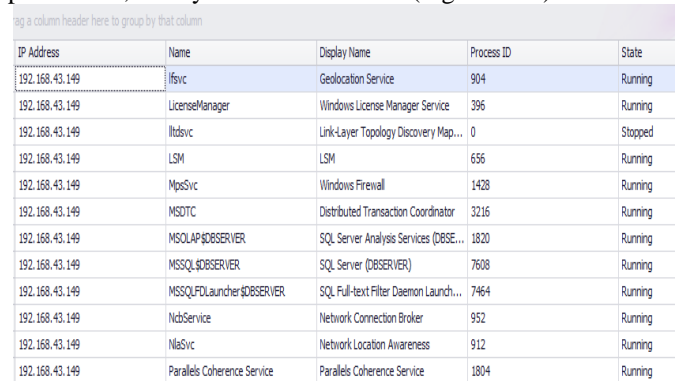 rag a column header here to group by that column
IP Address Name Display Name Process ID State
192.168.43.149 lfsvc Geolocation Service 904 Running
192.168.43.149 LicenseManager Windows License Manager Service 396 Running
192.168.43.149 lltdsvc Link-Layer Topology Discovery Map... 0 Stopped
192.168.43.149 LSM LSM 656 Running
192.168.43.149 MpsSvc Windows Firewall 1428 Running
192.168.43.149 MSDTC Distributed Transaction Coordinator 3216 Running
192.168.43.149 MSOLAP$DBSERVER SQL Server Analysis Services (DBSE... 1820 Running
192.168.43.149 MSSQL$DBSERVER SQL Server (DBSERVER) 7608 Running
192.168.43.149 MSSQLFDLauncher$DBSERVER SQL Full-text Filter Daemon Launch... 7464 Running
192.168.43.149 NcbService Network Connection Broker 952 Running
192.168.43.149 NlaSvc Network Location Awareness 912 Running
192.168.43.149 Parallels Coherence Service Parallels Coherence Service 1804 Running